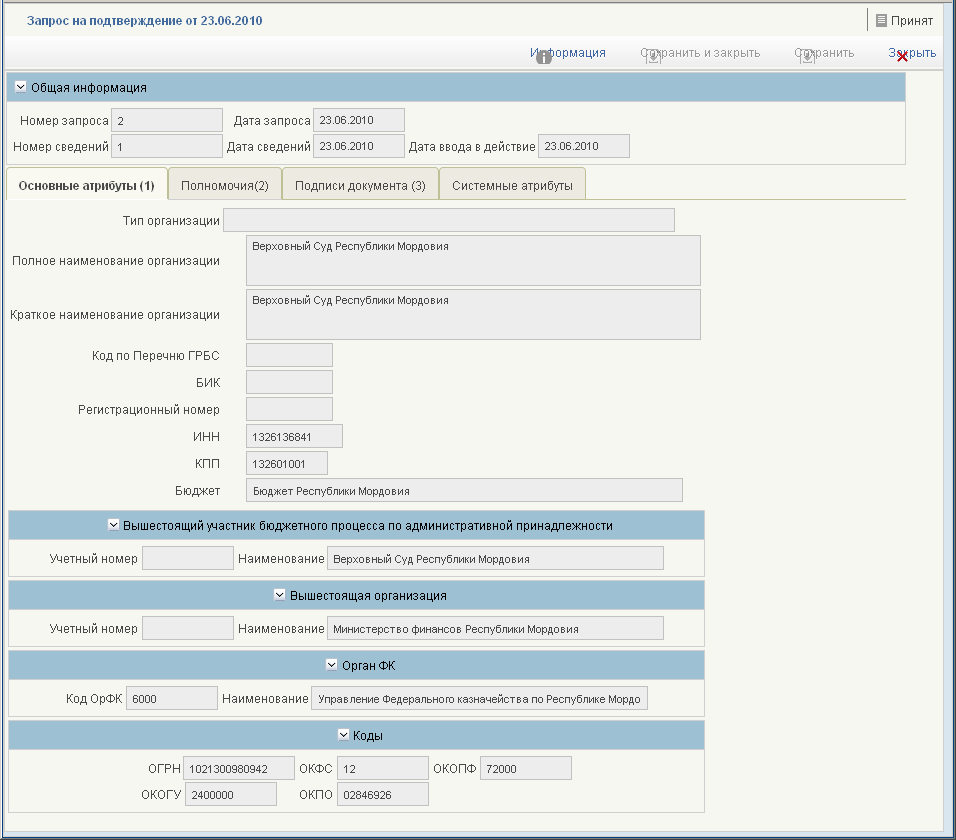 Запрос на подтверждение от 23.06.2010
Принят
Информация Сохранить и закрыть Сохранить Закрыть
Общая информация
Номер запроса 2 Дата запроса 23.06.2010
Номер сведений 1 Дата сведений 23.06.2010 Дата ввода в действие 23.06.2010
Основные атрибуты (1) Полномочия(2) Подписи документа (3) Системные атрибуты
Тип организации
Полное наименование организации Верховный Суд Республики Мордовия
Краткое наименование организации Верховный Суд Республики Мордовия
Код по Перечню ГРБС
БИК
Регистрационный номер
ИНН 1326136841
КПП 132601001
Бюджет Бюджет Республики Мордовия
Вышестоящий участник бюджетного процесса по административной принадлежности
Учетный номер Наименование Верховный Суд Республики Мордовия
Вышестоящая организация
Учетный номер Наименование Министерство финансов Республики Мордовия
Орган ФК
Код ОрФК 6000 Наименование Управление Федерального казначейства по Республике Мордо
Коды
ОГРН 1021300980942 ОКФС 12 ОКОПФ 72000
ОКОГУ 2400000 ОКПО 02846926